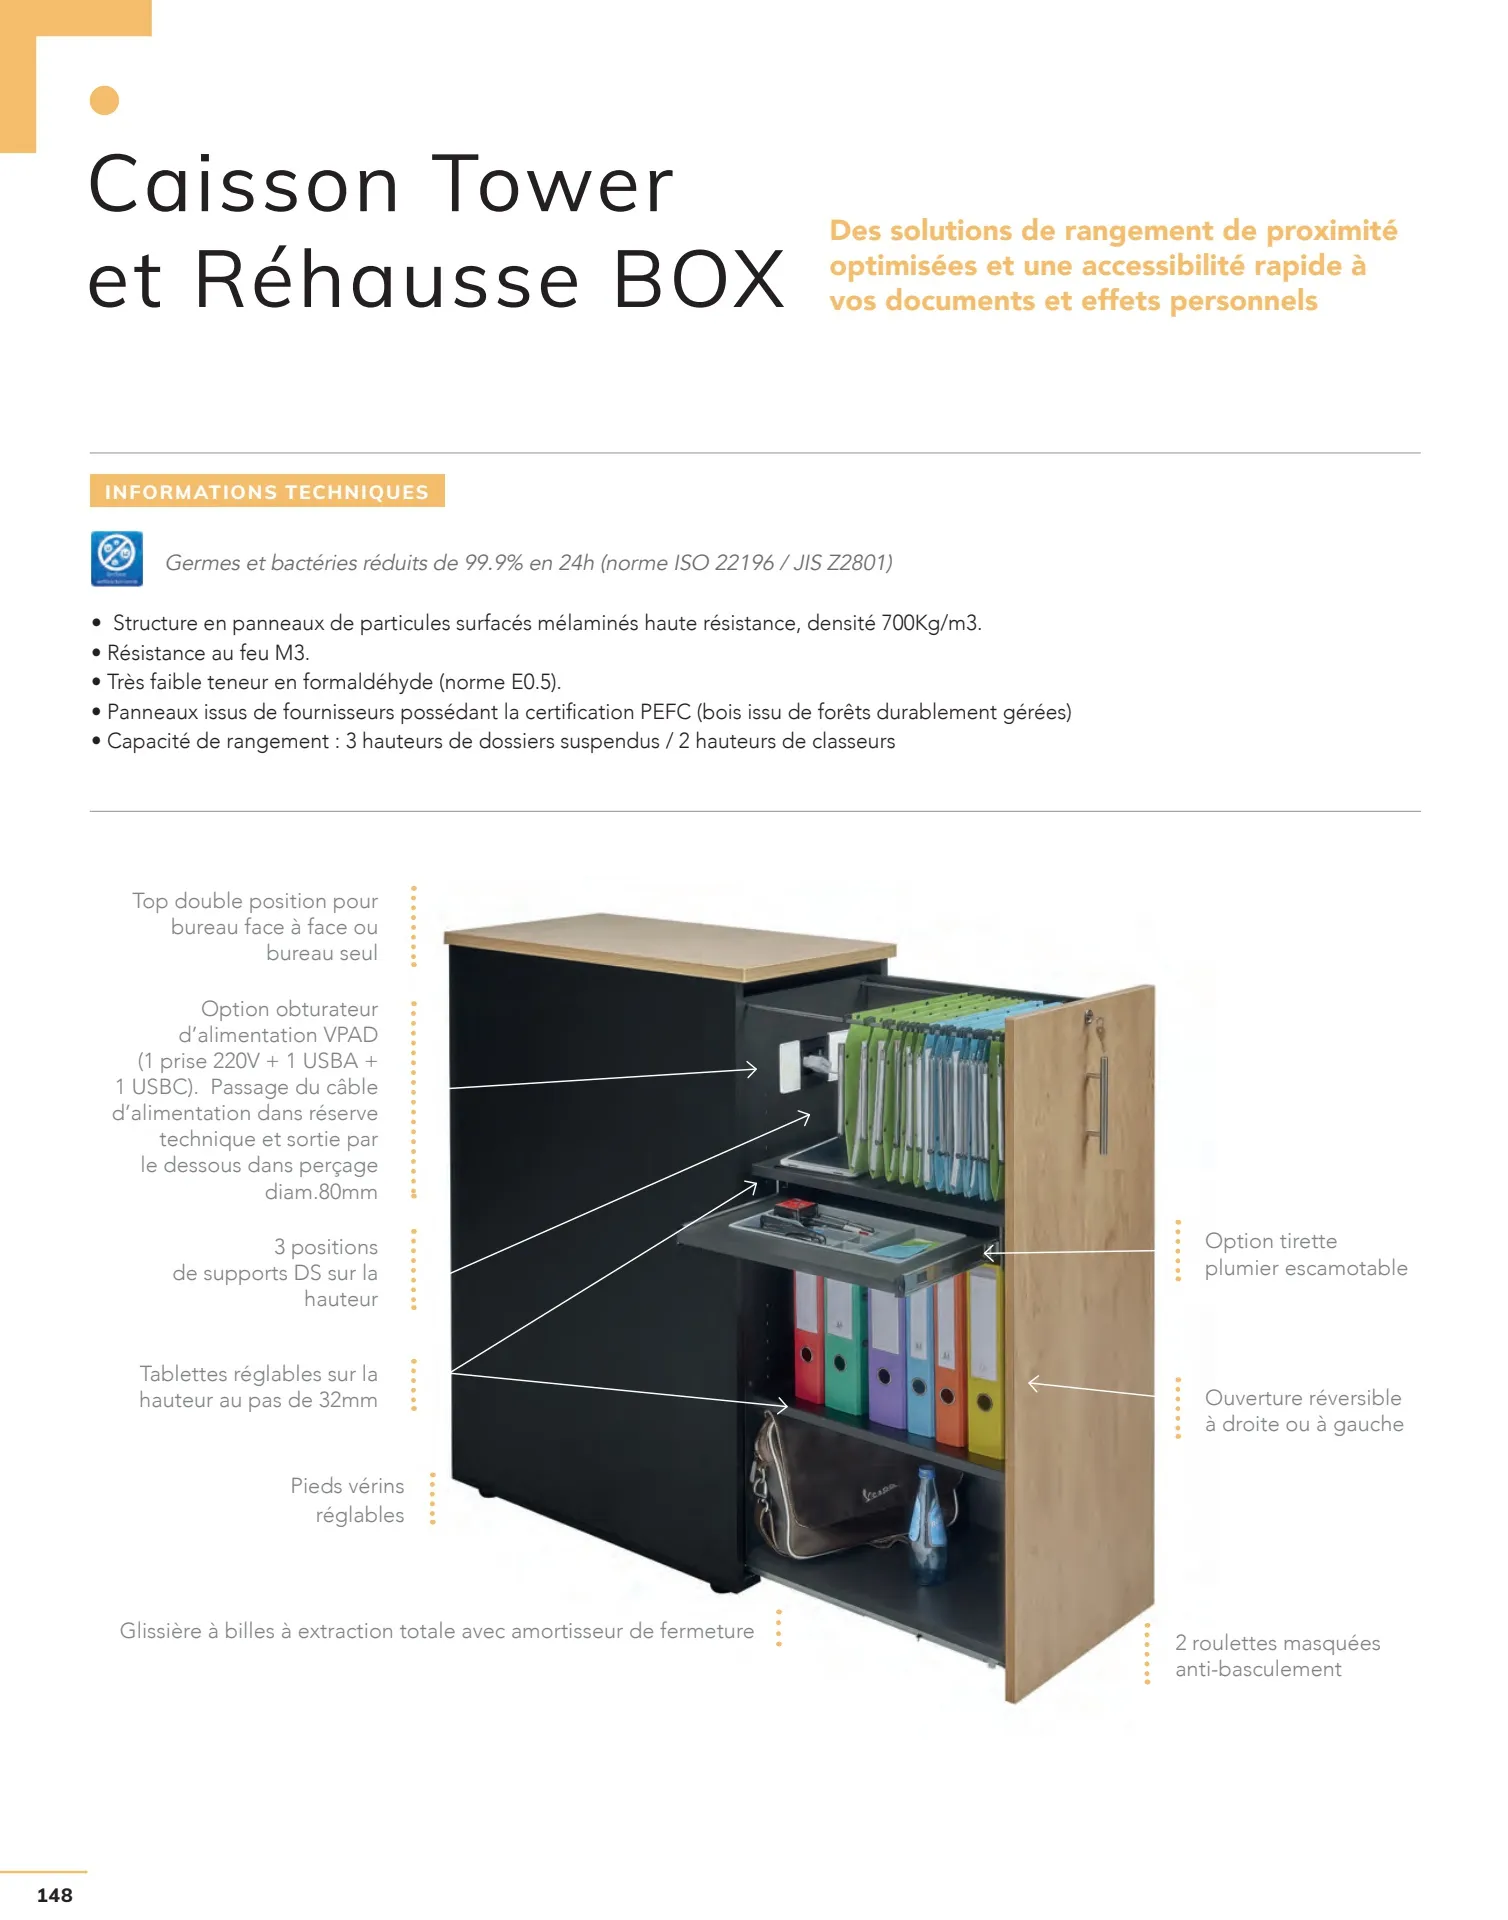 Caisson Tower
et Réhausse BOX
Des solutions de rangement de proximité
optimisées et une accessibilité rapide à
vos documents et effets personnels
INFORMATIONS TECHNIQUES
Germes et bactéries réduits de 99.9% en 24h (norme ISO 22196 / JIS Z2801)
• Structure en panneaux de particules surfacés mélaminés haute résistance, densité 700Kg/m3.
• Résistance au feu M3.
• Très faible teneur en formaldéhyde (norme E0.5).
• Panneaux issus de fournisseurs possédant la certification PEFC (bois issu de forêts durablement gérées)
• Capacité de rangement : 3 hauteurs de dossiers suspendus / 2 hauteurs de classeurs
Top double position pour
bureau face à face ou
bureau seul
Option obturateur
d’alimentation VPAD
(1 prise 220V + 1 USBA +
1 USBC). Passage du câble
d’alimentation dans réserve
technique et sortie par
le dessous dans perçage
diam.80mm
3 positions
de supports DS sur la
hauteur
Tablettes réglables sur la
hauteur au pas de 32mm
Pieds vérins
réglables
Glissière à billes à extraction totale avec amortisseur de fermeture
Option tirette
plumier escamotable
Ouverture réversible
à droite ou à gauche
2 roulettes masquées
anti-basculement
Vespa
148